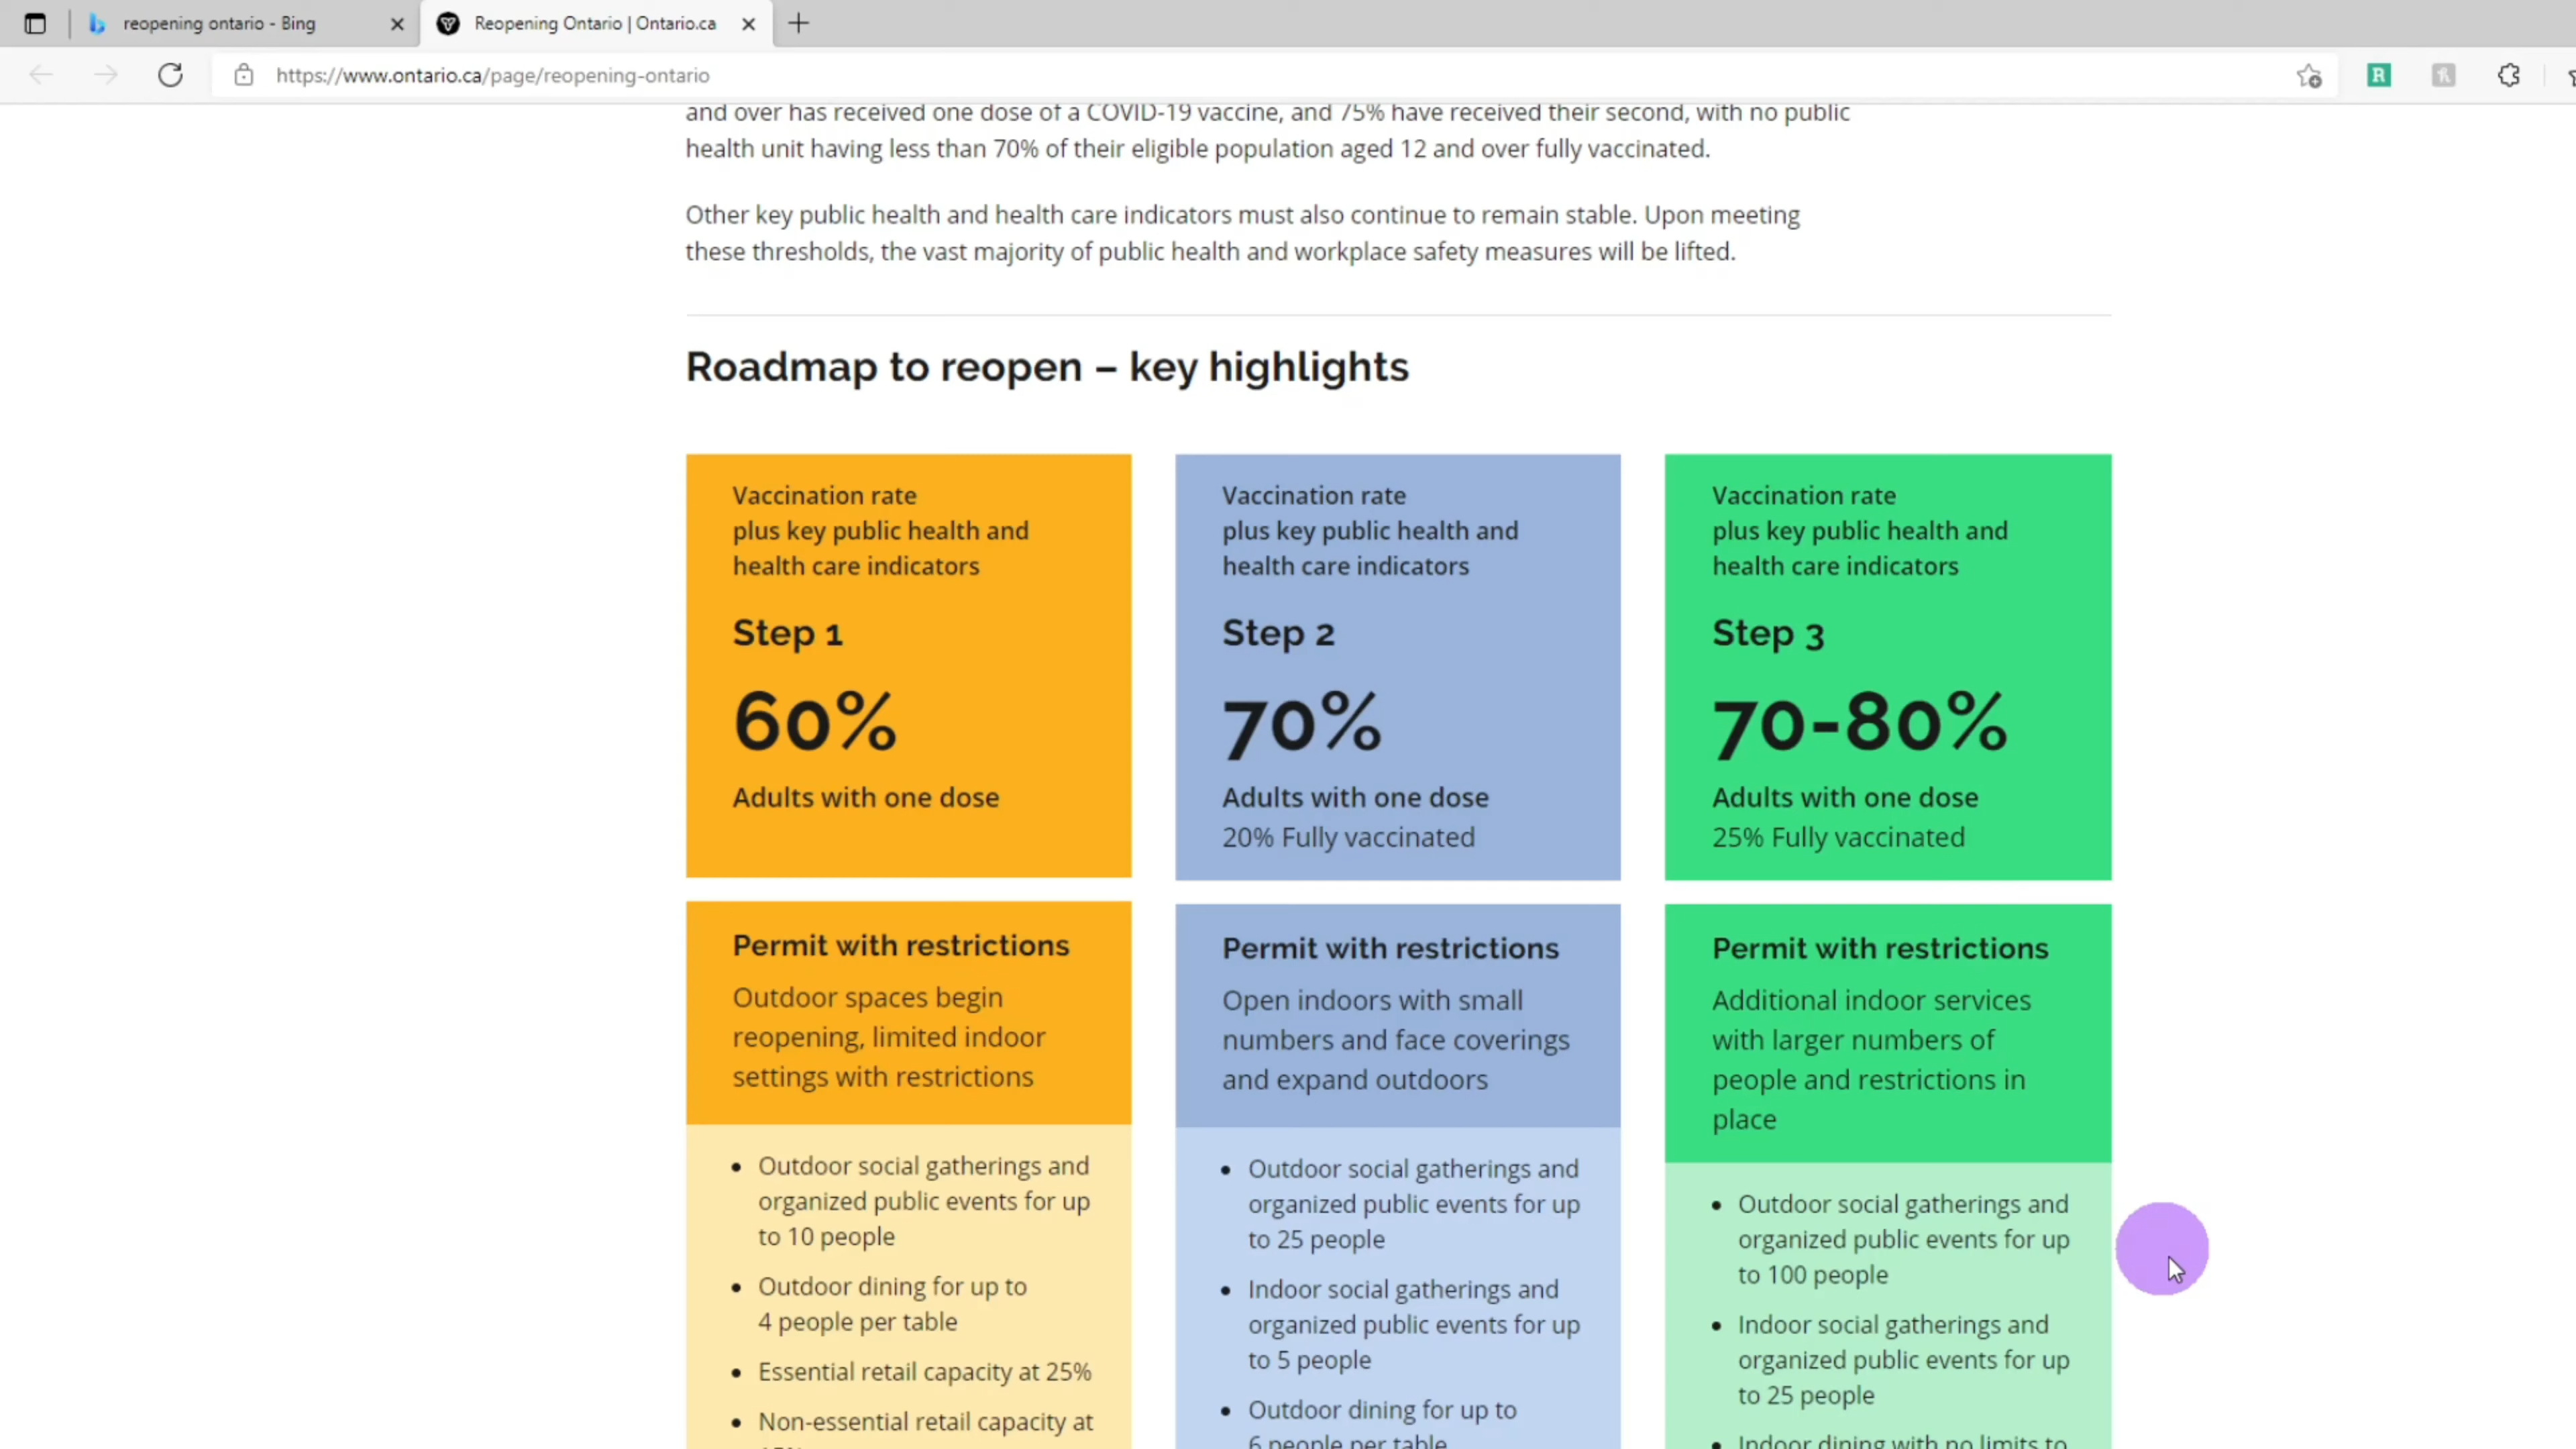 reopening ontario - Bing
Reopening Ontario | Ontario.ca
https://www.ontario.ca/page/reopening-ontario
and over has received one dose of a COVID-19 vaccine, and 75% have received their second, with no public
health unit having less than 70% of their eligible population aged 12 and over fully vaccinated.
Other key public health and health care indicators must also continue to remain stable. Upon meeting
these thresholds, the vast majority of public health and workplace safety measures will be lifted.
Roadmap to reopen – key highlights
Vaccination rate
plus key public health and
health care indicators
Step 1
60%
Adults with one dose
Permit with restrictions
Outdoor spaces begin
reopening, limited indoor
settings with restrictions
• Outdoor social gatherings and
organized public events for up
to 10 people
• Outdoor dining for up to
4 people per table
• Essential retail capacity at 25%
• Non-essential retail capacity at
Vaccination rate
plus key public health and
health care indicators
Step 2
70%
Adults with one dose
20% Fully vaccinated
Permit with restrictions
Open indoors with small
numbers and face coverings
and expand outdoors
• Outdoor social gatherings and
organized public events for up
to 25 people
• Indoor social gatherings and
organized public events for up
to 5 people
• Outdoor dining for up to
6 people per table
Vaccination rate
plus key public health and
health care indicators
Step 3
70-80%
Adults with one dose
25% Fully vaccinated
Permit with restrictions
Additional indoor services
with larger numbers of
people and restrictions in
place
• Outdoor social gatherings and
organized public events for up
to 100 people
• Indoor social gatherings and
organized public events for up
to 25 people
• Indoor dining with no limits to